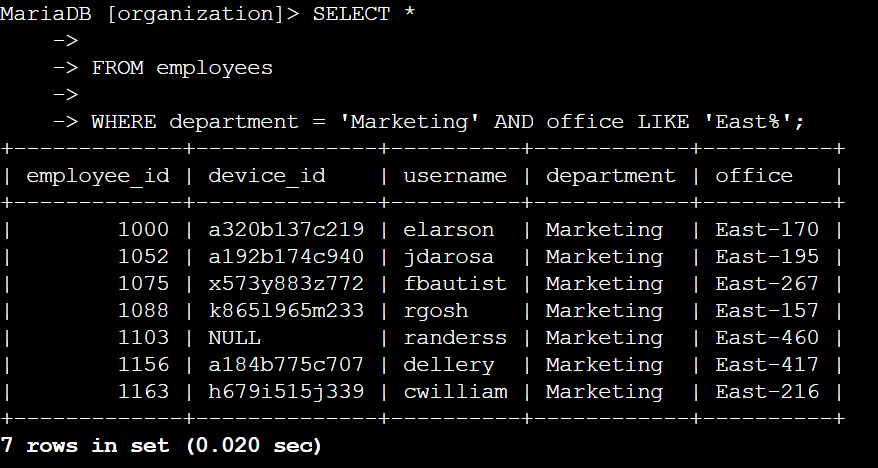 MariaDB [organization]> SELECT *
    ->
    -> FROM employees
    ->
    -> WHERE department = 'Marketing' AND office LIKE 'East%';
+-------------+--------------+----------+------------+----------+
| employee_id | device_id    | username | department | office   |
+-------------+--------------+----------+------------+----------+
|        1000 | a320b137c219 | elarson  | Marketing  | East-170 |
|        1052 | a192b174c940 | jdarosa  | Marketing  | East-195 |
|        1075 | x573y883z772 | fbautist | Marketing  | East-267 |
|        1088 | k865l965m233 | rgosh    | Marketing  | East-157 |
|        1103 | NULL         | randerss | Marketing  | East-460 |
|        1156 | a184b775c707 | dellery  | Marketing  | East-417 |
|        1163 | h679i515j339 | cwilliam | Marketing  | East-216 |
+-------------+--------------+----------+------------+----------+
7 rows in set (0.020 sec)